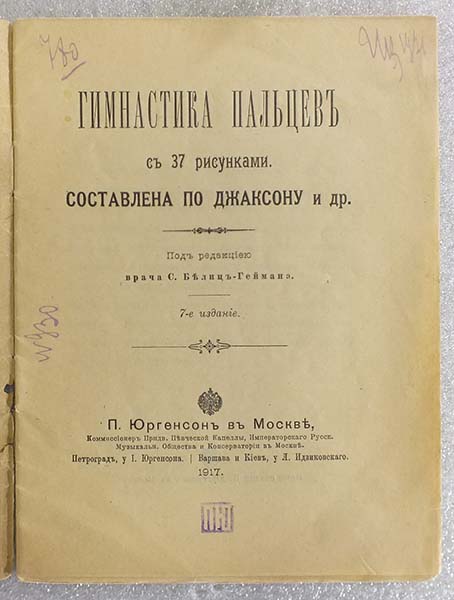 780
ГИМНАСТИКА ПАЛЬЦЕВЪ
съ 37 рисунками.
СОСТАВЛЕНА ПО ДЖАКСОНУ и др.
Подъ редакціею
врача С. Бѣлицъ-Геймана.
7-е изданіе.
П. Юргенсонъ въ Москвѣ,
Коммиссіонеръ Придв. Пѣвческой Капеллы, Императорскаго Русск.
Музыкальн. Общества и Консерваторіи въ Москвѣ.
Петроградъ, у І. Юргенсона. | Варшава и Кіевъ, у Л. Идзиковскаго.
1917.